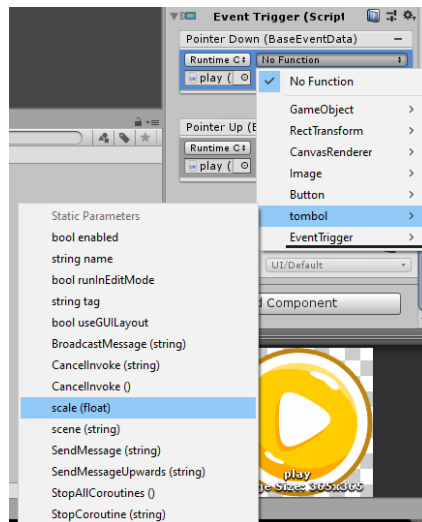 Event Trigger (Script
Pointer Down (BaseEventData)
Runtime C
No Function
play (
No Function
GameObject
RectTransform
CanvasRenderer
Image
Button
tombol
EventTrigger
Pointer Up (
Runtime C
play (
Static Parameters
bool enabled
string name
bool runInEditMode
string tag
bool useGUILayout
BroadcastMessage (string)
CancelInvoke (string)
CancelInvoke ()
scale (float)
scene (string)
SendMessage (string)
SendMessageUpwards (string)
StopAllCoroutines ()
StopCoroutine (string)
UI/Default
Component
play
Size: 365x365